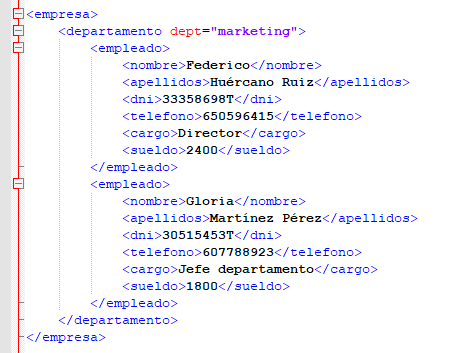 <empresa>
<departamento dept="marketing">
<empleado>
<nombre>Federico</nombre>
<apellidos>Huércano Ruiz</apellidos>
<dni>33358698T</dni>
<telefono>650596415</telefono>
<cargo>Director</cargo>
<sueldo>2400</sueldo>
</empleado>
<empleado>
<nombre>Gloria</nombre>
<apellidos>Martínez Pérez</apellidos>
<dni>30515453T</dni>
<telefono>607788923</telefono>
<cargo>Jefe departamento</cargo>
<sueldo>1800</sueldo>
</empleado>
</departamento>
</empresa>